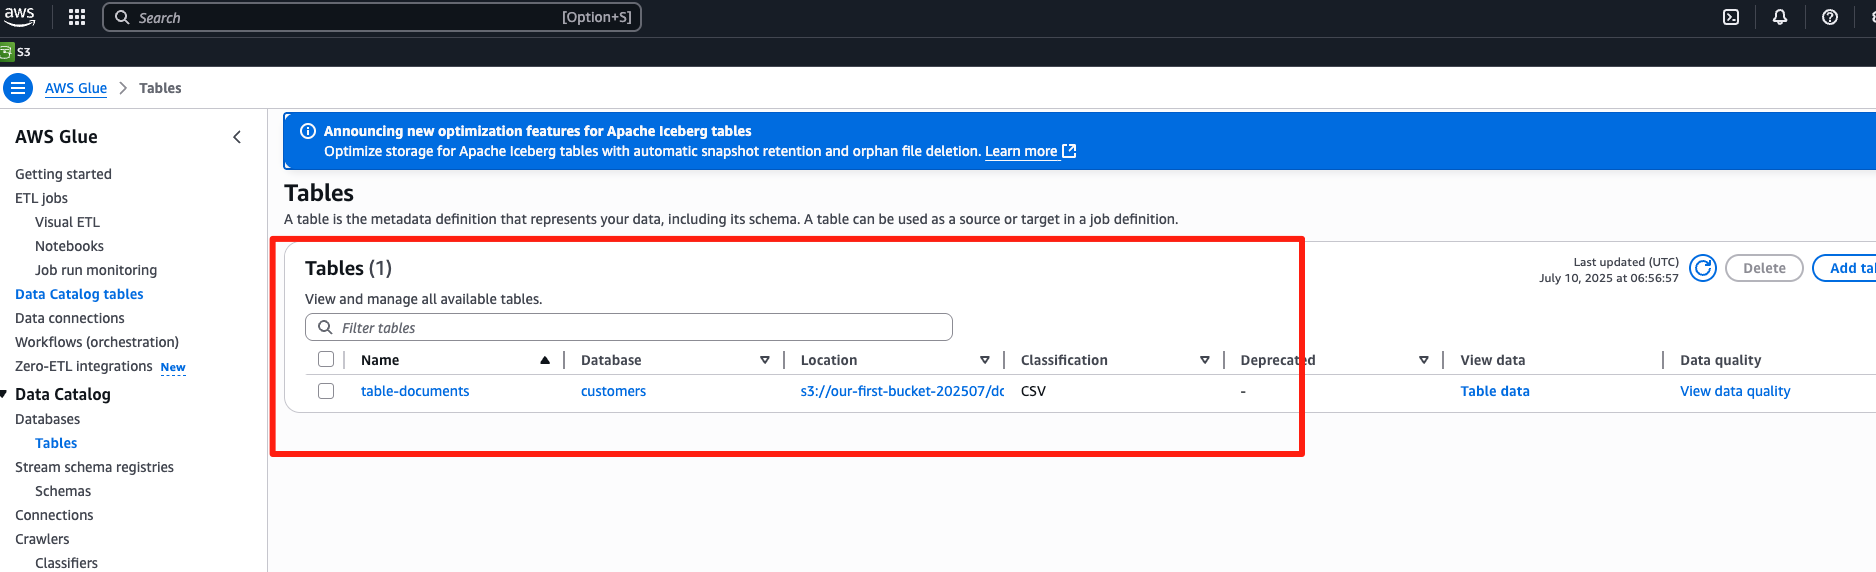 aws
Search [Option+S]
S3
AWS Glue Tables
AWS Glue
Getting started
ETL jobs
Visual ETL
Notebooks
Job run monitoring
Data Catalog tables
Data connections
Workflows (orchestration)
Zero-ETL integrations New
Data Catalog
Databases
Tables
Stream schema registries
Schemas
Connections
Crawlers
Classifiers
Announcing new optimization features for Apache Iceberg tables
Optimize storage for Apache Iceberg tables with automatic snapshot retention and orphan file deletion. Learn more
Tables
A table is the metadata definition that represents your data, including its schema. A table can be used as a source or target in a job definition.
Tables (1)
Last updated (UTC)
July 10, 2025 at 06:56:57
Delete
Add ta
View and manage all available tables.
Filter tables
Name Database Location Classification Deprecated View data Data quality
table-documents customers s3://our-first-bucket-202507/dc CSV - Table data View data quality